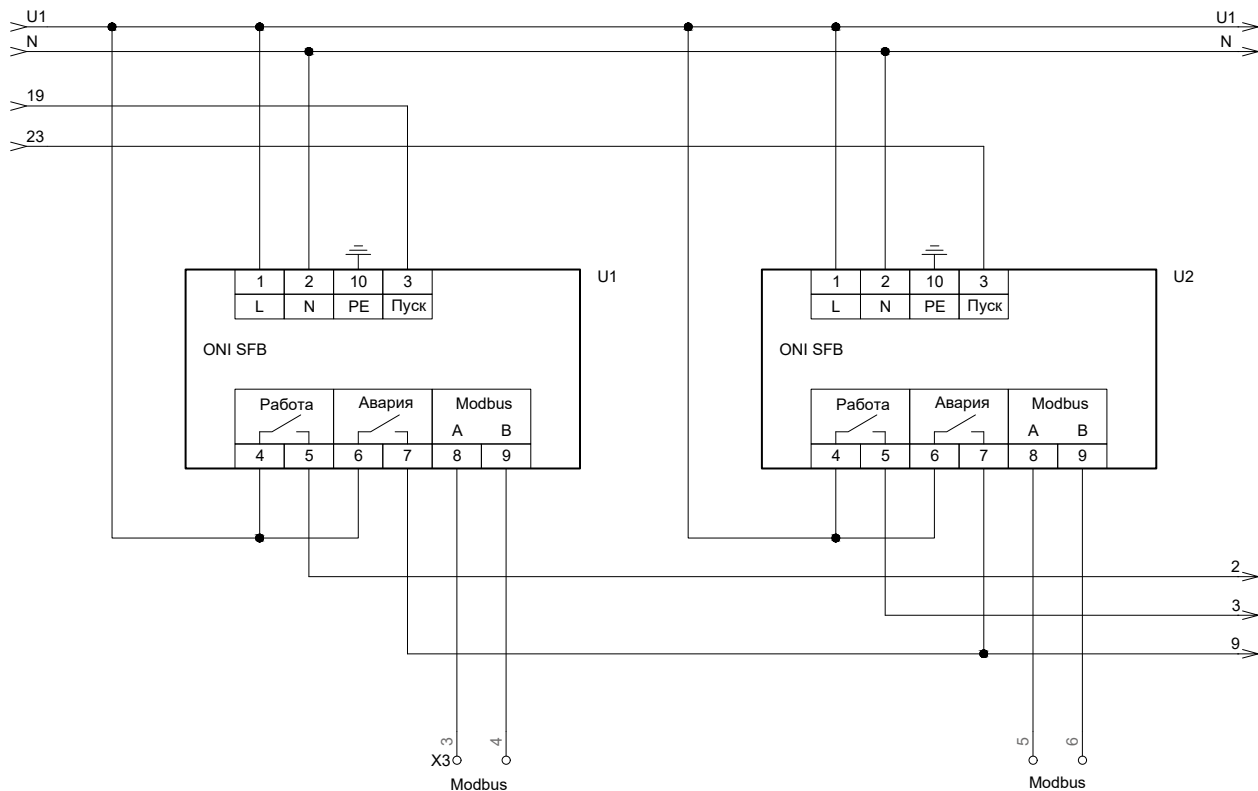 U1 U1
N N
19
23
1 2 10 3 U1 1 2 10 3 U2
L N PE Пуск L N PE Пуск
ONI SFB ONI SFB
Работа Авария Modbus Работа Авария Modbus
A B A B
4 5 6 7 8 9 4 5 6 7 8 9
2
3
9
3 4 5 6
X3
Modbus Modbus